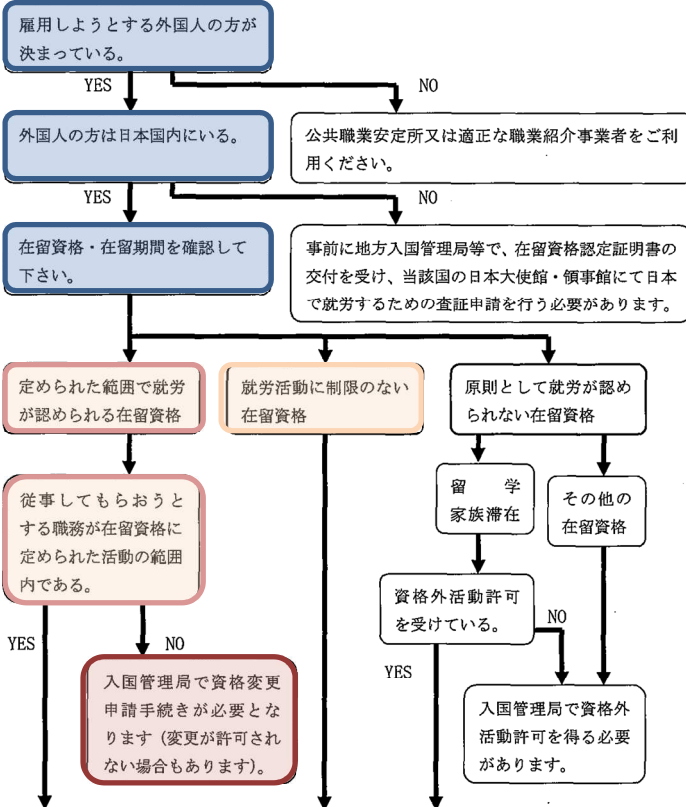 雇用しようとする外国人の方が
決まっている。
YES
NO
外国人の方は日本国内にいる。
公共職業安定所又は適正な職業紹介事業者をご利
用ください。
YES
NO
在留資格・在留期間を確認して
下さい。
事前に地方入国管理局等で、在留資格認定証明書の
交付を受け、当該国の日本大使館・領事館にて日本
で就労するための査証申請を行う必要があります。
定められた範囲で就労
が認められる在留資格
就労活動に制限のない
在留資格
原則として就労が認め
られない在留資格
従事してもらおうと
する職務が在留資格に
定められた活動の範囲
内である。
留学
家族滞在
その他の
在留資格
資格外活動許可
を受けている。
YES
NO
NO
YES
入国管理局で資格変更
申請手続きが必要とな
ります（変更が許可され
ない場合もあります）。
入国管理局で資格外
活動許可を得る必要
があります。